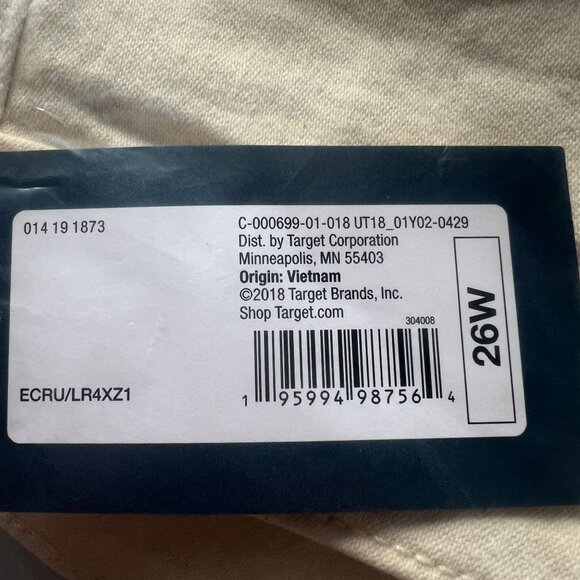 014 19 1873
C-000699-01-018 UT18_01Y02-0429
Dist. by Target Corporation
Minneapolis, MN 55403
Origin: Vietnam
©2018 Target Brands, Inc.
Shop Target.com
304008
26W
ECRU/LR4XZ1
1 95994 98756 4